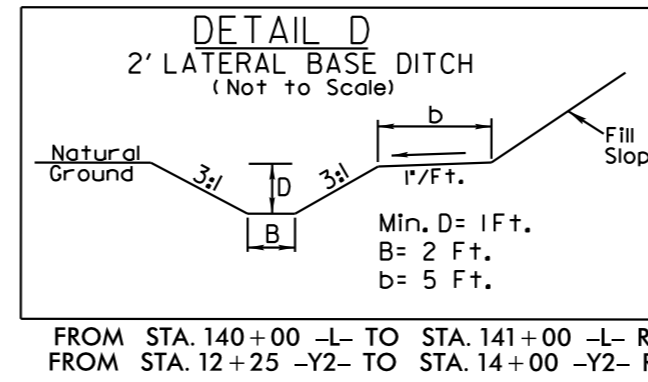 DETAIL D
2' LATERAL BASE DITCH
(Not to Scale)
b
Natural
Ground
3:1
D
3:1
1"/Ft.
Fill
Slop
B
Min. D= 1Ft.
B= 2 Ft.
b= 5 Ft.
FROM STA. 140+00 -L- TO STA. 141+00 -L- R
FROM STA. 12+25 -Y2- TO STA. 14+00 -Y2-